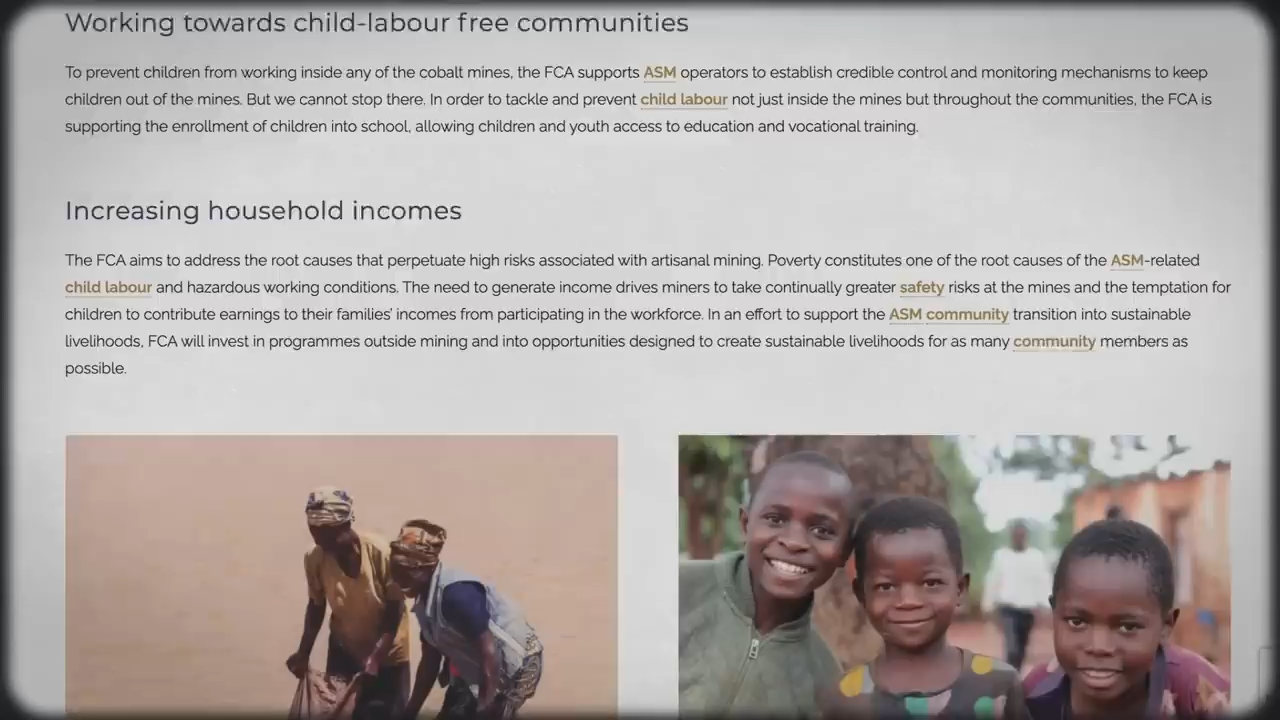 Working towards child-labour free communities
To prevent children from working inside any of the cobalt mines, the FCA supports ASM operators to establish credible control and monitoring mechanisms to keep
children out of the mines. But we cannot stop there. In order to tackle and prevent child labour not just inside the mines but throughout the communities, the FCA is
supporting the enrollment of children into school, allowing children and youth access to education and vocational training.
Increasing household incomes
The FCA aims to address the root causes that perpetuate high risks associated with artisanal mining. Poverty constitutes one of the root causes of the ASM-related
child labour and hazardous working conditions. The need to generate income drives miners to take continually greater safety risks at the mines and the temptation for
children to contribute earnings to their families' incomes from participating in the workforce. In an effort to support the ASM community transition into sustainable
livelihoods, FCA will invest in programmes outside mining and into opportunities designed to create sustainable livelihoods for as many community members as
possible.